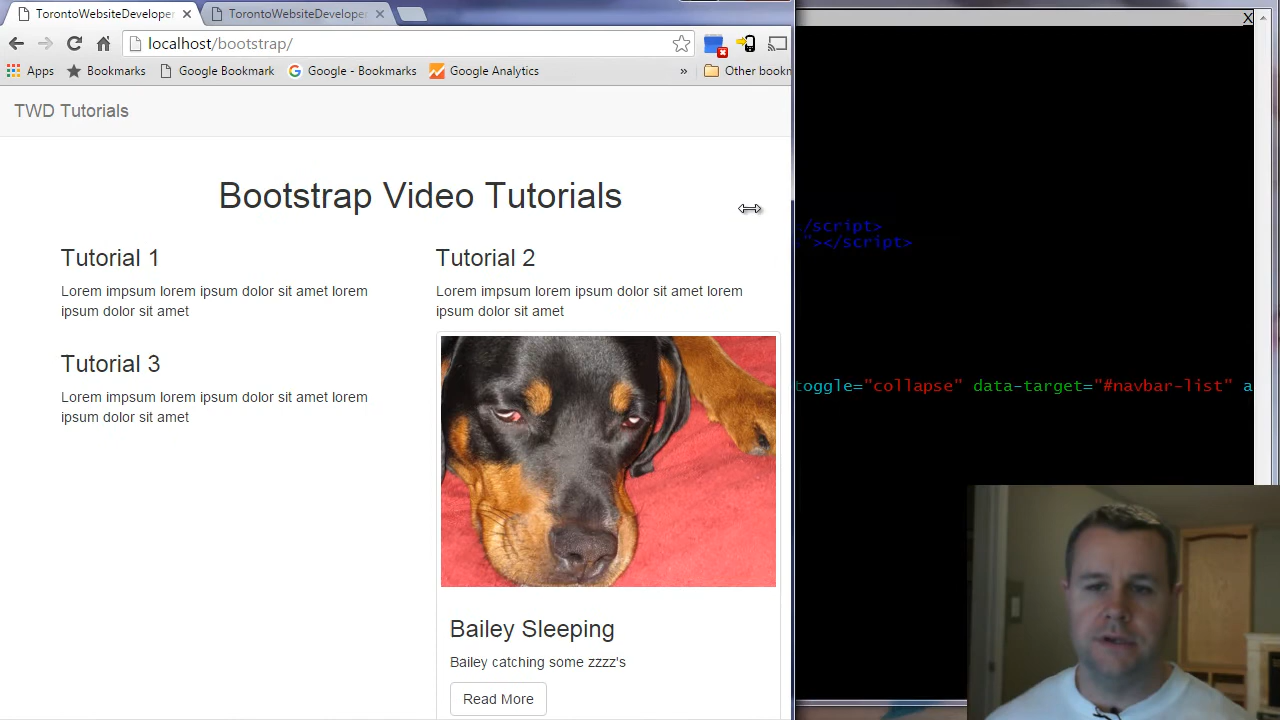 TorontoWebsiteDeveloper
TorontoWebsiteDeveloper
X
localhost/bootstrap/
Apps
Bookmarks
Google Bookmark
Google - Bookmarks
Google Analytics
»
Other bookm
TWD Tutorials
Bootstrap Video Tutorials
Tutorial 1
Lorem impsum lorem ipsum dolor sit amet lorem
ipsum dolor sit amet
Tutorial 2
Lorem impsum lorem ipsum dolor sit amet lorem
ipsum dolor sit amet
Tutorial 3
Lorem impsum lorem ipsum dolor sit amet lorem
ipsum dolor sit amet
Bailey Sleeping
Bailey catching some zzzz's
Read More
/script>
"></script>
toggle="collapse" data-target="#navbar-list" a